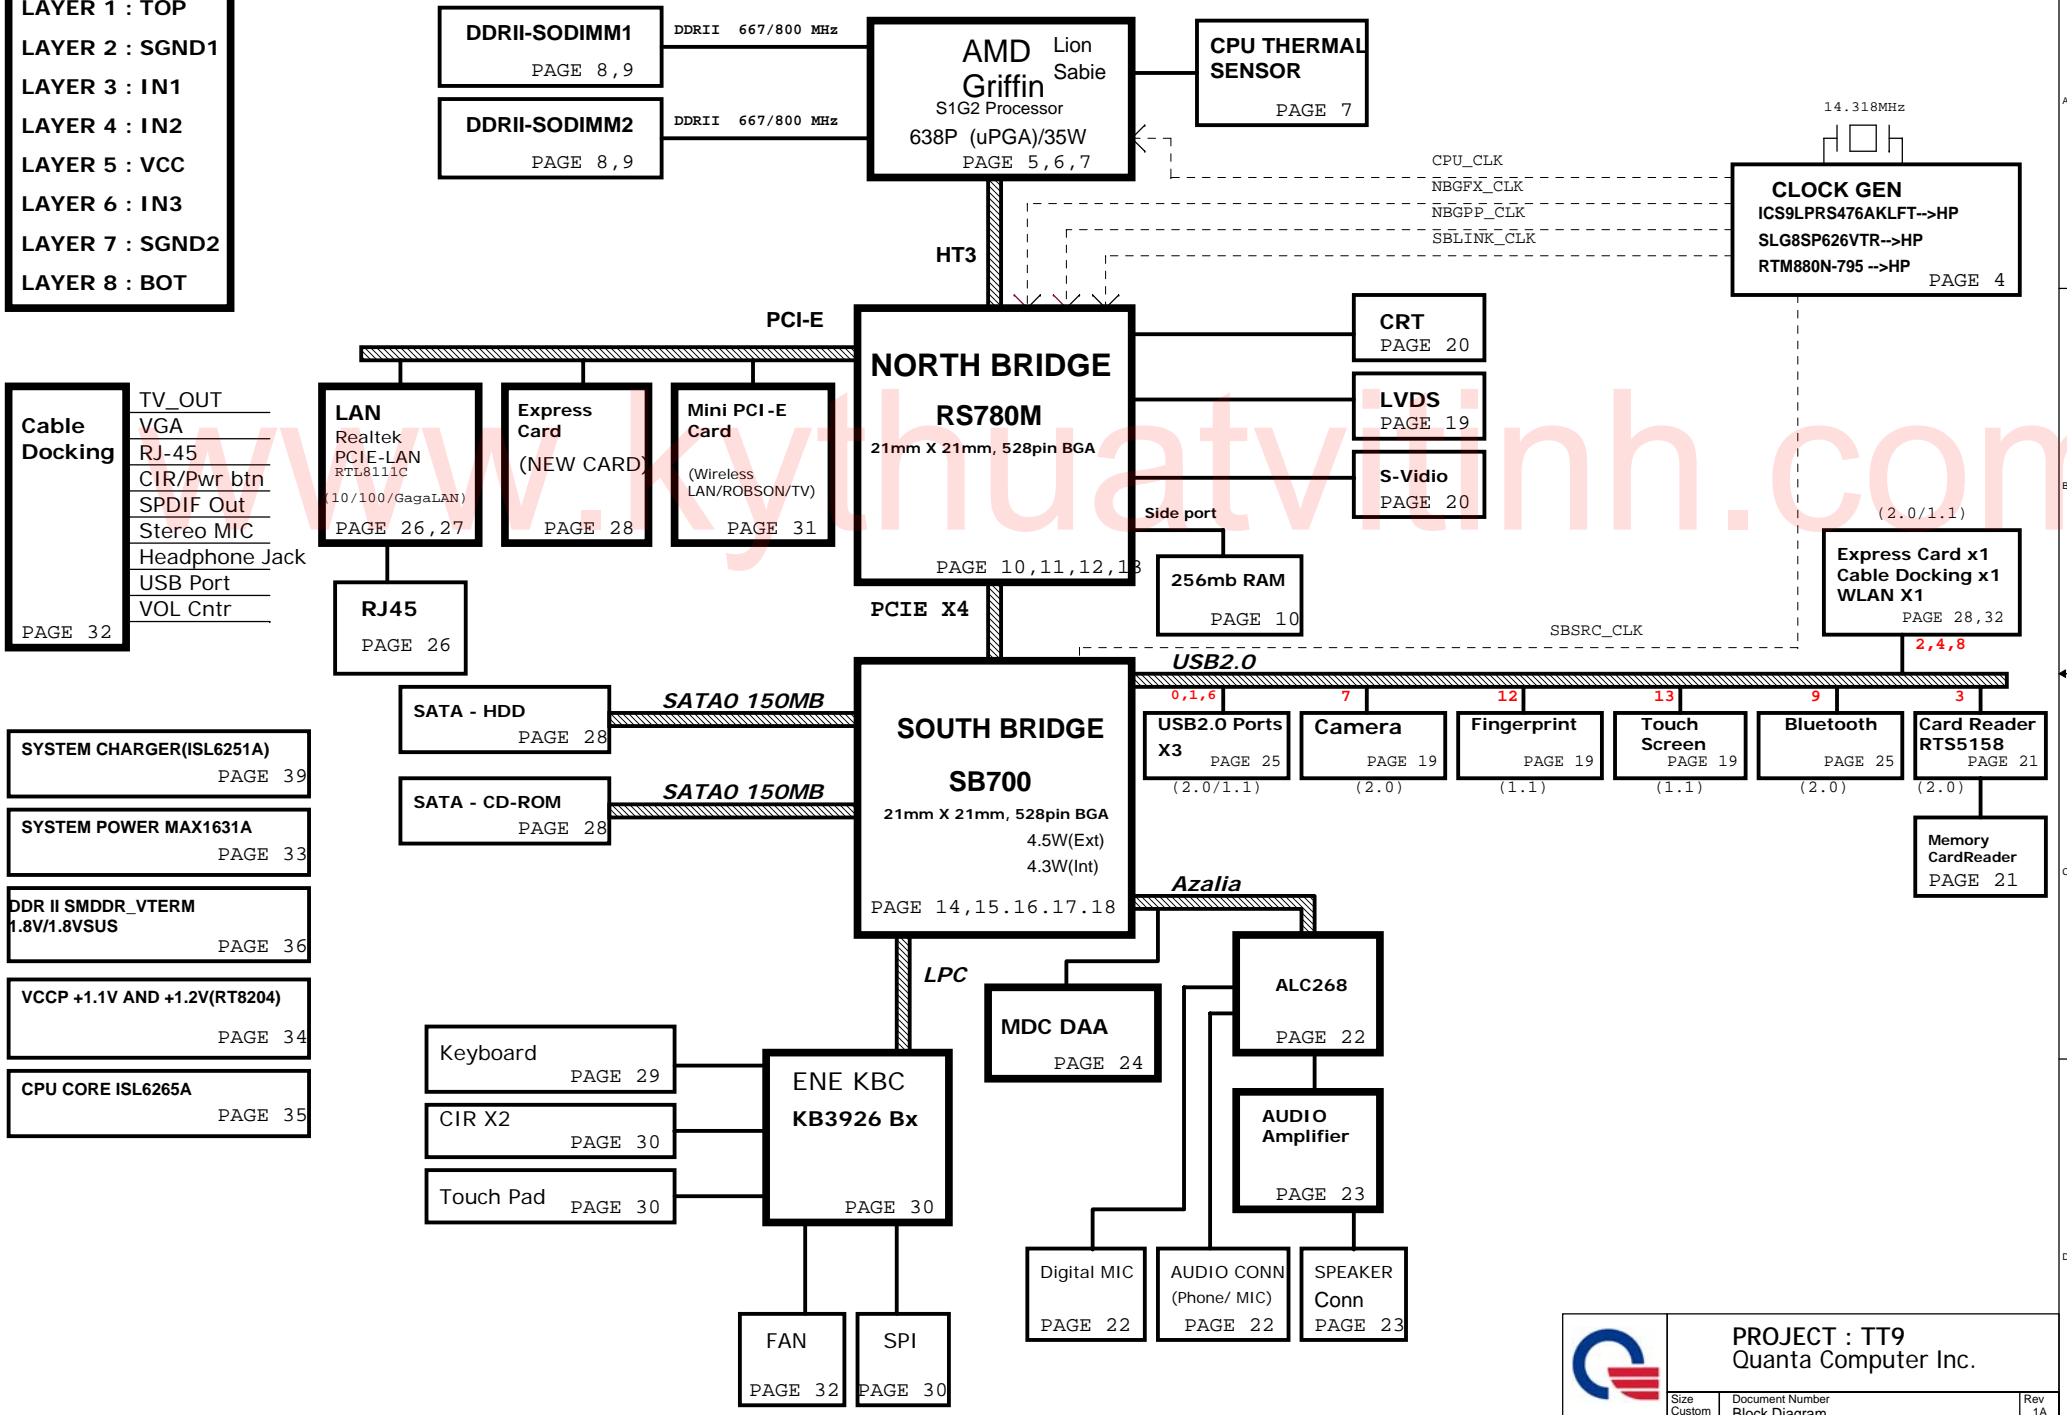 LAYER 1 : TOP
LAYER 2 : SGND1
LAYER 3 : IN1
LAYER 4 : IN2
LAYER 5 : VCC
LAYER 6 : IN3
LAYER 7 : SGND2
LAYER 8 : BOT
DDRII-SODIMM1
PAGE 8,9
DDRII 667/800 MHz
DDRII-SODIMM2
PAGE 8,9
DDRII 667/800 MHz
AMD Lion
Griffin Sabie
S1G2 Processor
638P (uPGA)/35W
PAGE 5,6,7
CPU THERMAL
SENSOR
PAGE 7
14.318MHz
CPU_CLK
NBGFX_CLK
NBGPP_CLK
SBLINK_CLK
CLOCK GEN
ICS9LPRS476AKLFT-->HP
SLG8SP626VTR-->HP
RTM880N-795 -->HP
PAGE 4
HT3
PCI-E
NORTH BRIDGE
RS780M
21mm X 21mm, 528pin BGA
PAGE 10,11,12,13
CRT
PAGE 20
LVDS
PAGE 19
S-Vidio
PAGE 20
Side port
256mb RAM
PAGE 10
Cable
Docking
PAGE 32
TV_OUT
VGA
RJ-45
CIR/Pwr btn
SPDIF Out
Stereo MIC
Headphone Jack
USB Port
VOL Cntr
LAN
Realtek
PCIE-LAN
RTL8111C
(10/100/GagaLAN)
PAGE 26,27
Express
Card
(NEW CARD)
PAGE 28
Mini PCI-E
Card
(Wireless
LAN/ROBSON/TV)
PAGE 31
RJ45
PAGE 26
www.kythuatvitinh.com
(2.0/1.1)
Express Card x1
Cable Docking x1
WLAN X1
PAGE 28,32
2,4,8
PCIE X4
SBSRC_CLK
USB2.0
SATA - HDD
PAGE 28
SATA0 150MB
SATA - CD-ROM
PAGE 28
SATA0 150MB
SOUTH BRIDGE
SB700
21mm X 21mm, 528pin BGA
4.5W(Ext)
4.3W(Int)
PAGE 14,15.16.17.18
0,1,6
USB2.0 Ports
X3
PAGE 25
(2.0/1.1)
7
Camera
PAGE 19
(2.0)
12
Fingerprint
PAGE 19
(1.1)
13
Touch
Screen
PAGE 19
(1.1)
9
Bluetooth
PAGE 25
(2.0)
3
Card Reader
RTS5158
PAGE 21
(2.0)
Memory
CardReader
PAGE 21
SYSTEM CHARGER(ISL6251A)
PAGE 39
SYSTEM POWER MAX1631A
PAGE 33
DDR II SMDDR_VTERM
1.8V/1.8VSUS
PAGE 36
VCCP +1.1V AND +1.2V(RT8204)
PAGE 34
CPU CORE ISL6265A
PAGE 35
Azalia
LPC
MDC DAA
PAGE 24
ALC268
PAGE 22
AUDIO
Amplifier
PAGE 23
Keyboard
PAGE 29
CIR X2
PAGE 30
Touch Pad
PAGE 30
ENE KBC
KB3926 Bx
PAGE 30
FAN
PAGE 32
SPI
PAGE 30
Digital MIC
PAGE 22
AUDIO CONN
(Phone/ MIC)
PAGE 22
SPEAKER
Conn
PAGE 23
PROJECT : TT9
Quanta Computer Inc.
Size
Custom
Document Number
Block Diagram
Rev
1A
A
B
C
D